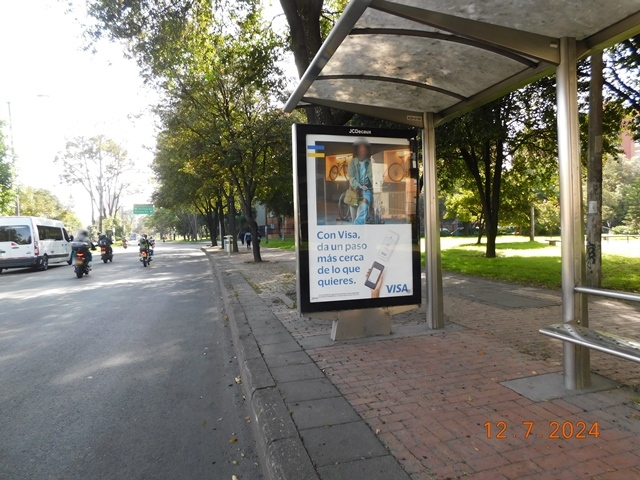 JCDecaux
Con Visa,
da un paso
más cerca
de lo que
quieres.
VISA
12 7 2024